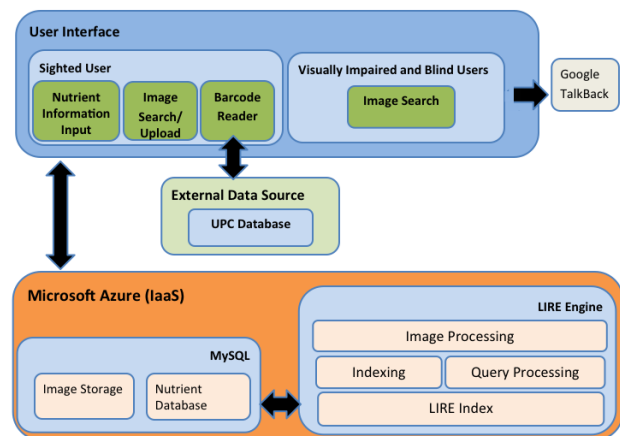 User Interface
Sighted User
Nutrient
Information
Input
Image
Search/
Upload
Barcode
Reader
Visually Impaired and Blind Users
Image Search
Google
TalkBack
External Data Source
UPC Database
Microsoft Azure (IaaS)
MySQL
Image Storage
Nutrient
Database
LIRE Engine
Image Processing
Indexing
Query Processing
LIRE Index